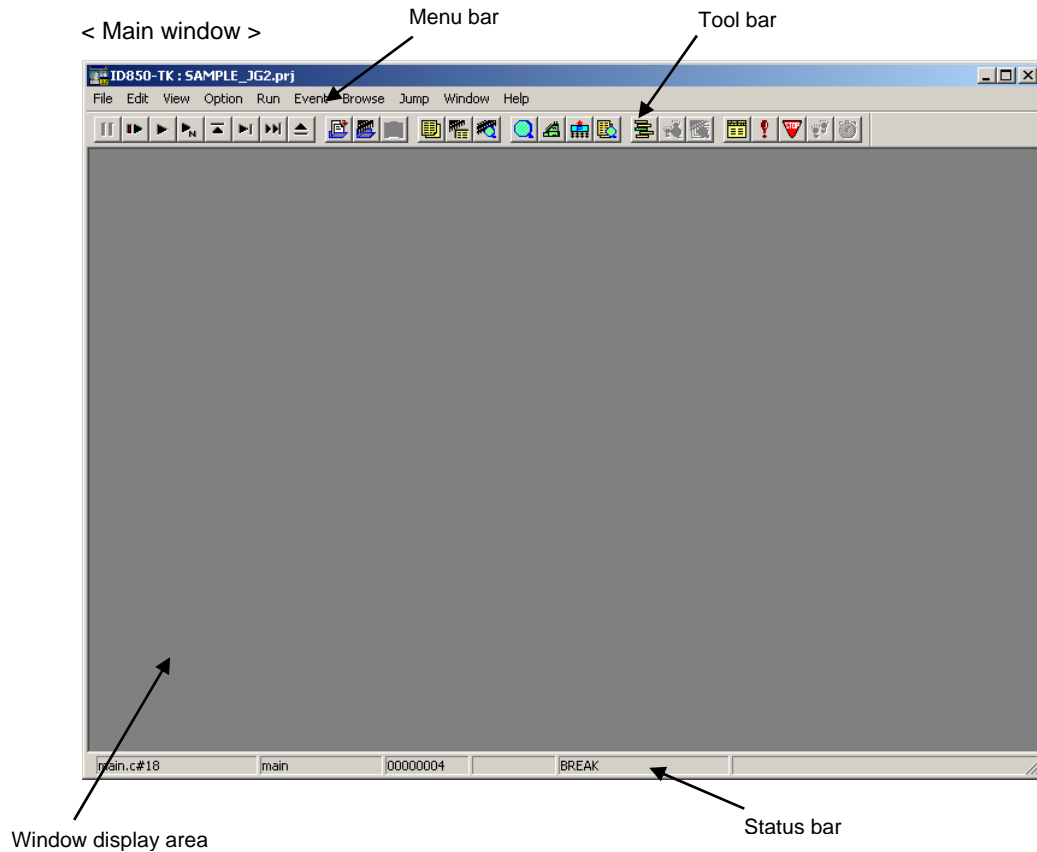 Menu bar
Tool bar
< Main window >
ID850-TK : SAMPLE_JG2.prj
File Edit View Option Run Event Browse Jump Window Help
N
STOP
main.c#18 main 00000004 BREAK
Window display area
Status bar